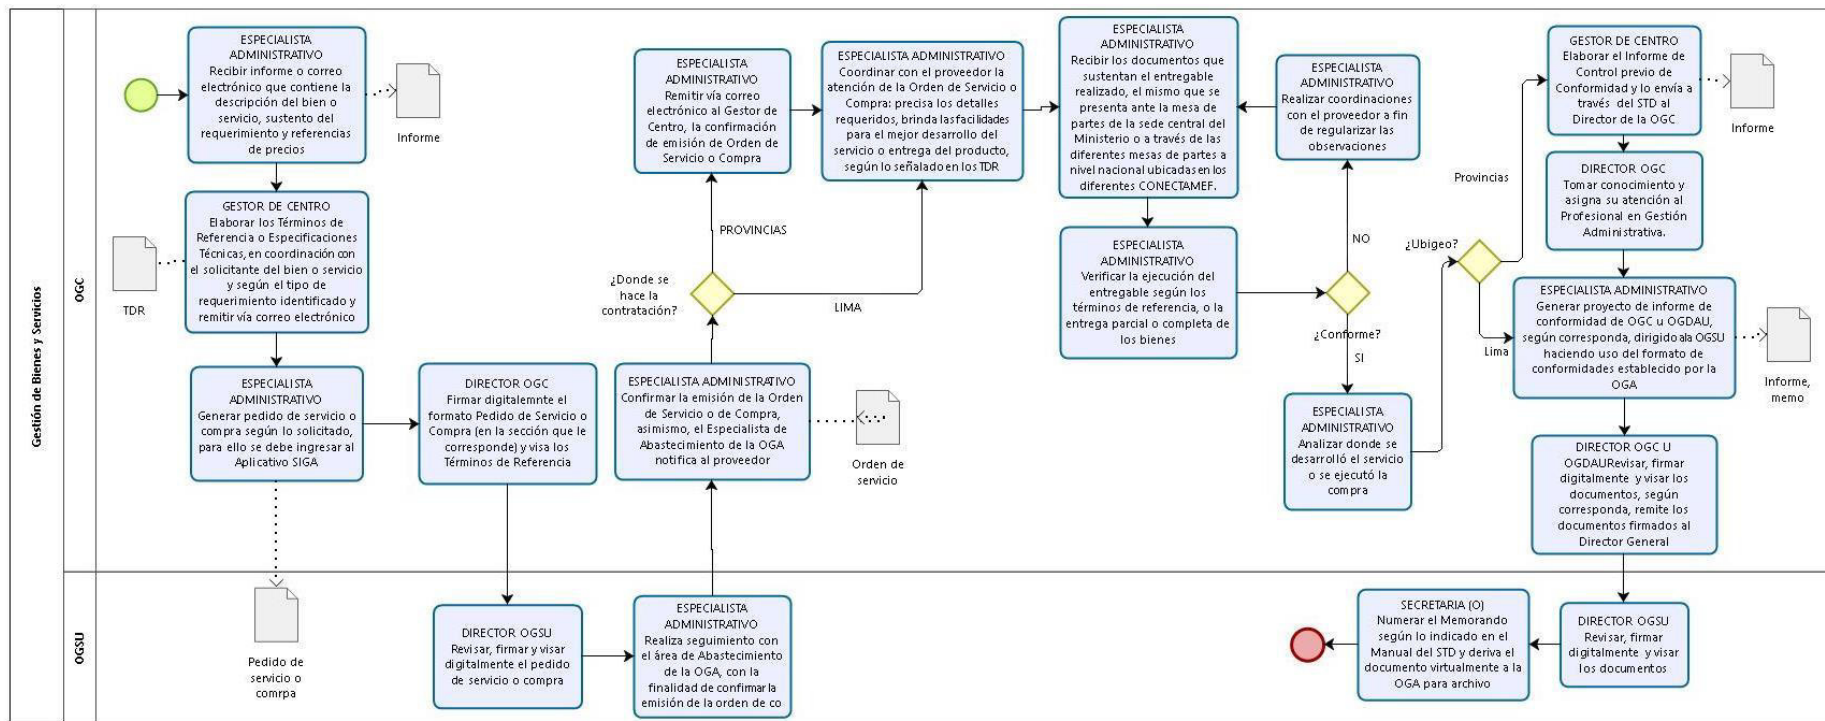 Gestión de Bienes y Servicios
OGC
OGSU
ESPECIALISTA
ADMINISTRATIVO
Recibir informe o correo
electrónico que contiene la
descripción del bien o
servicio, sustento del
requerimiento y referencias
de precios
Informe
GESTOR DE CENTRO
Elaborar los Términos de
Referencia o Especificaciones
Técnicas, en coordinación con
el solicitante del bien o servicio
y según el tipo de
requerimiento identificado y
remitir vía correo electrónico
TDR
ESPECIALISTA
ADMINISTRATIVO
Generar pedido de servicio o
compra según lo solicitado,
para ello se debe ingresar al
Aplicativo SIGA
Pedido de
servicio o
comrpa
DIRECTOR OGC
Firmar digitalemnte el
formato Pedido de Servicio o
Compra (en la sección que le
corresponde) y visa los
Términos de Referencia
DIRECTOR OGSU
Revisar, firmar y visar
digitalmente el pedido
de servicio o compra
ESPECIALISTA
ADMINISTRATIVO
Realiza seguimiento con
el área de Abastecimiento
de la OGA, con la
finalidad de confirmar la
emisión de la orden de co
ESPECIALISTA ADMINISTRATIVO
Confirmar la emisión de la Orden
de Servicio o de Compra,
asimismo, el Especialista de
Abastecimiento de la OGA
notifica al proveedor
Orden de
servicio
¿Donde se
hace la
contratación?
PROVINCIAS
LIMA
ESPECIALISTA
ADMINISTRATIVO
Remitir vía correo
electrónico al Gestor de
Centro, la confirmación
de emisión de Orden de
Servicio o Compra
ESPECIALISTA ADMINISTRATIVO
Coordinar con el proveedor la
atención de la Orden de Servicio o
Compra: precisa los detalles
requeridos, brinda las facilidades
para el mejor desarrollo del
servicio o entrega del producto,
según lo señalado en los TDR
ESPECIALISTA
ADMINISTRATIVO
Recibir los documentos que
sustentan el entregable
realizado, el mismo que se
presenta ante la mesa de
partes de la sede central del
Ministerio o a través de las
diferentes mesas de partes a
nivel nacional ubicadas en los
diferentes CONECTAMEF.
ESPECIALISTA
ADMINISTRATIVO
Verificar la ejecución del
entregable según los
términos de referencia, o la
entrega parcial o completa de
los bienes
ESPECIALISTA
ADMINISTRATIVO
Realizar coordinaciones
con el proveedor a fin
de regularizar las
observaciones
NO
¿Conforme?
SI
ESPECIALISTA
ADMINISTRATIVO
Analizar donde se
desarrolló el servicio
o se ejecutó la
compra
¿Ubigeo?
Provincias
Lima
GESTOR DE CENTRO
Elaborar el Informe de
Control previo de
Conformidad y lo envía a
través del STD al
Director de la OGC
Informe
DIRECTOR OGC
Tomar conocimiento y
asigna su atención al
Profesional en Gestión
Administrativa.
ESPECIALISTA ADMINISTRATIVO
Generar proyecto de informe de
conformidad de OGC u OGDAU,
según corresponda, dirigido ala OGSU
haciendo uso del formato de
conformidades establecido por la
OGA
Informe,
memo
DIRECTOR OGC U
OGDAURevisar, firmar
digitalmente y visar los
documentos, según
corresponda, remite los
documentos firmados al
Director General
DIRECTOR OGSU
Revisar, firmar
digitalmente y visar
los documentos
SECRETARIA (O)
Numerar el Memorando
según lo indicado en el
Manual del STD y deriva el
documento virtualmente a la
OGA para archivo